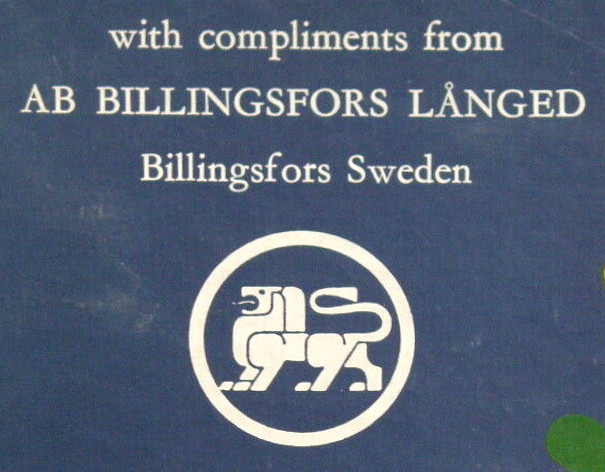 with compliments from
AB BILLINGSFORS LÅNGED
Billingsfors Sweden